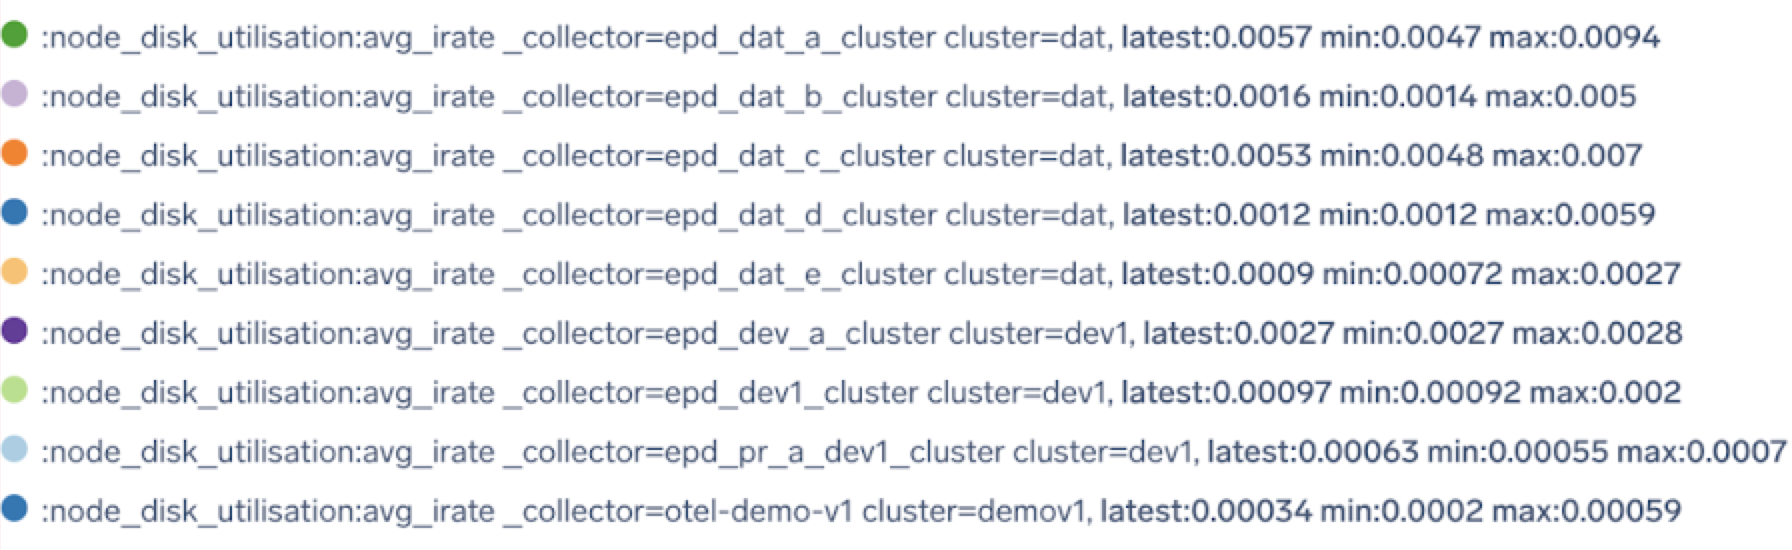 :node_disk_utilisation:avg_irate _collector=epd_dat_a_cluster cluster=dat, latest:0.0057 min:0.0047 max:0.0094
:node_disk_utilisation:avg_irate _collector=epd_dat_b_cluster cluster=dat, latest:0.0016 min:0.0014 max:0.005
:node_disk_utilisation:avg_irate _collector=epd_dat_c_cluster cluster=dat, latest:0.0053 min:0.0048 max:0.007
:node_disk_utilisation:avg_irate _collector=epd_dat_d_cluster cluster=dat, latest:0.0012 min:0.0012 max:0.0059
:node_disk_utilisation:avg_irate _collector=epd_dat_e_cluster cluster=dat, latest:0.0009 min:0.00072 max:0.0027
:node_disk_utilisation:avg_irate _collector=epd_dev_a_cluster cluster=dev1, latest:0.0027 min:0.0027 max:0.0028
:node_disk_utilisation:avg_irate _collector=epd_dev1_cluster cluster=dev1, latest:0.00097 min:0.00092 max:0.002
:node_disk_utilisation:avg_irate _collector=epd_pr_a_dev1_cluster cluster=dev1, latest:0.00063 min:0.00055 max:0.0007
:node_disk_utilisation:avg_irate _collector=otel-demo-v1 cluster=demov1, latest:0.00034 min:0.0002 max:0.00059